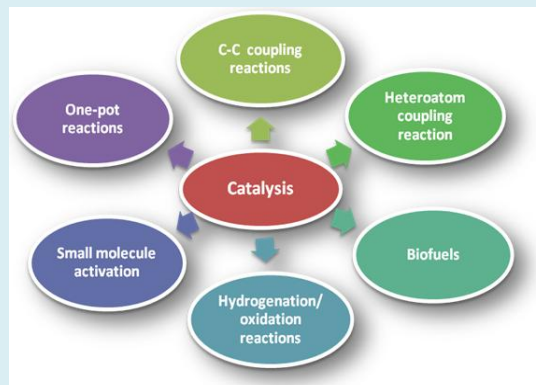 C-C coupling
reactions
One-pot
reactions
Heteroatom
coupling
reaction
Catalysis
Small molecule
activation
Biofuels
Hydrogenation/
oxidation
reactions